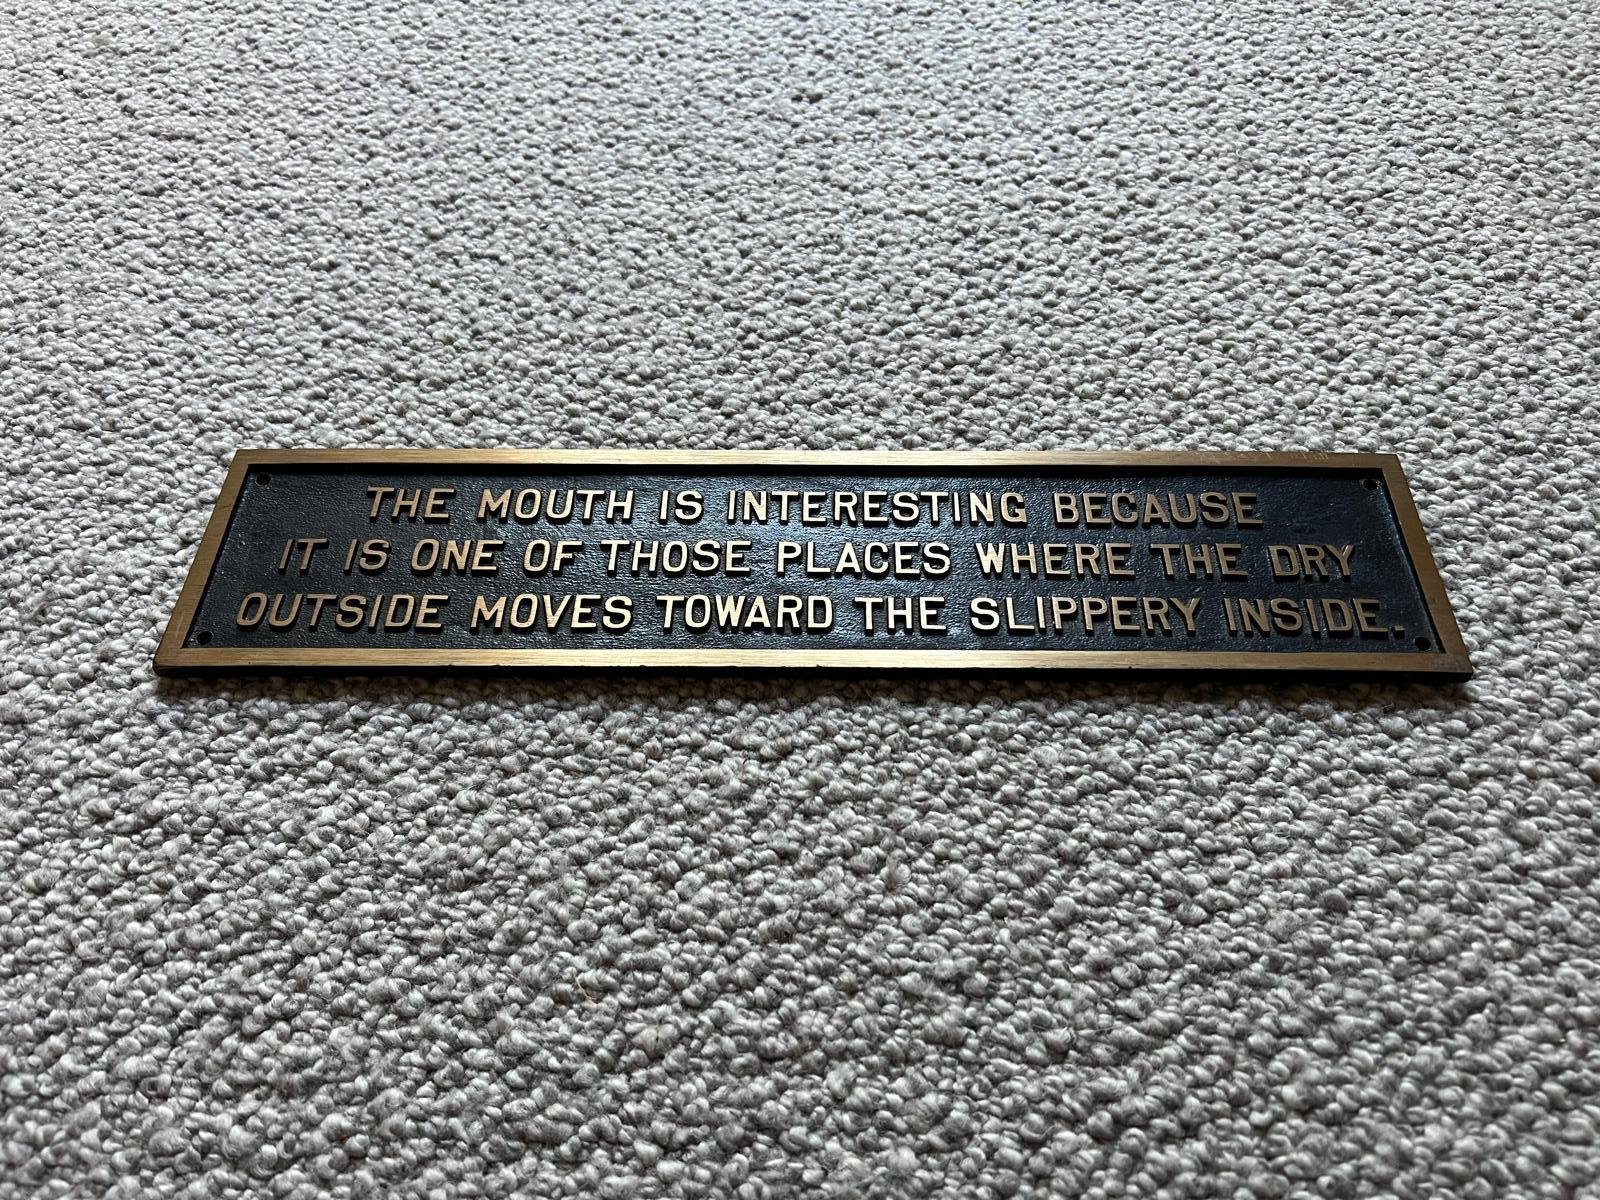 THE MOUTH IS INTERESTING BECAUSE
IT IS ONE OF THOSE PLACES WHERE THE DRY
OUTSIDE MOVES TOWARD THE SLIPPERY INSIDE.